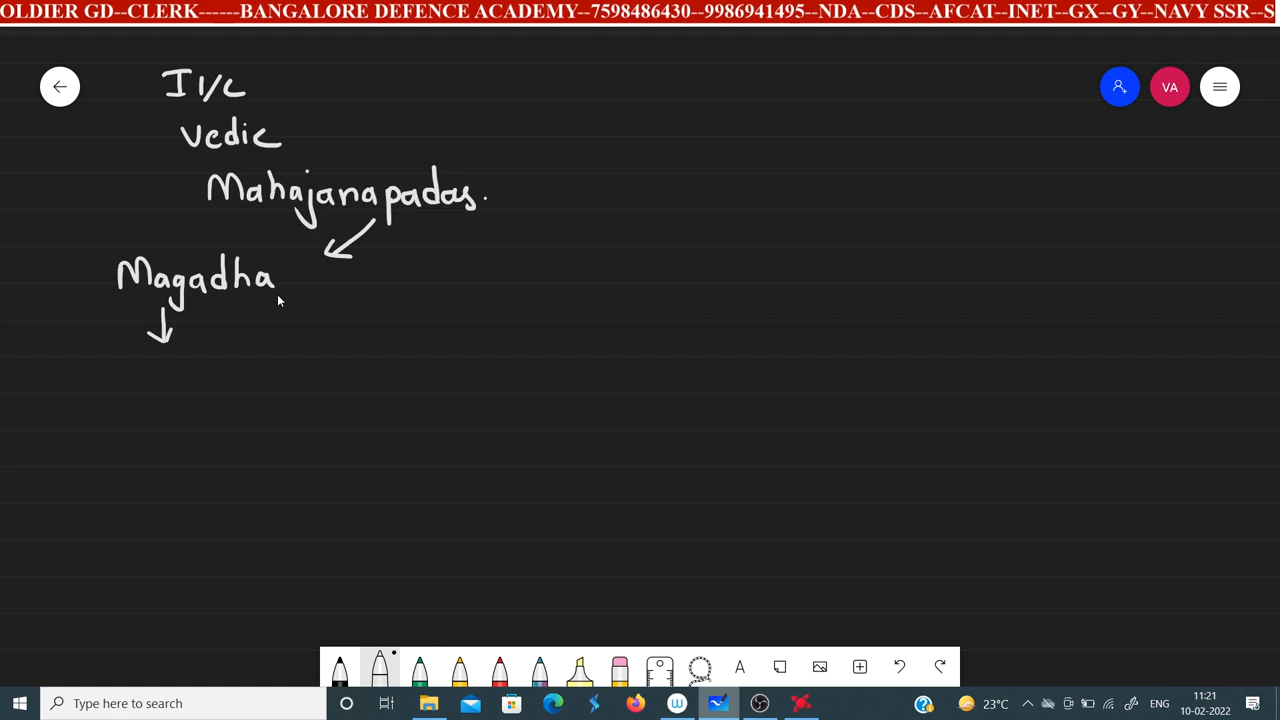 OLDIER GD--CLERK------BANGALORE DEFENCE ACADEMY--7598486430--9986941495--NDA--CDS--AFCAT--INET--GX--GY--NAVY SSR--S
I V/C
VA
Vedic
Mahajanapadas.
Magadha
A
Type here to search
W
23°C
ENG
11:21
10-02-2022